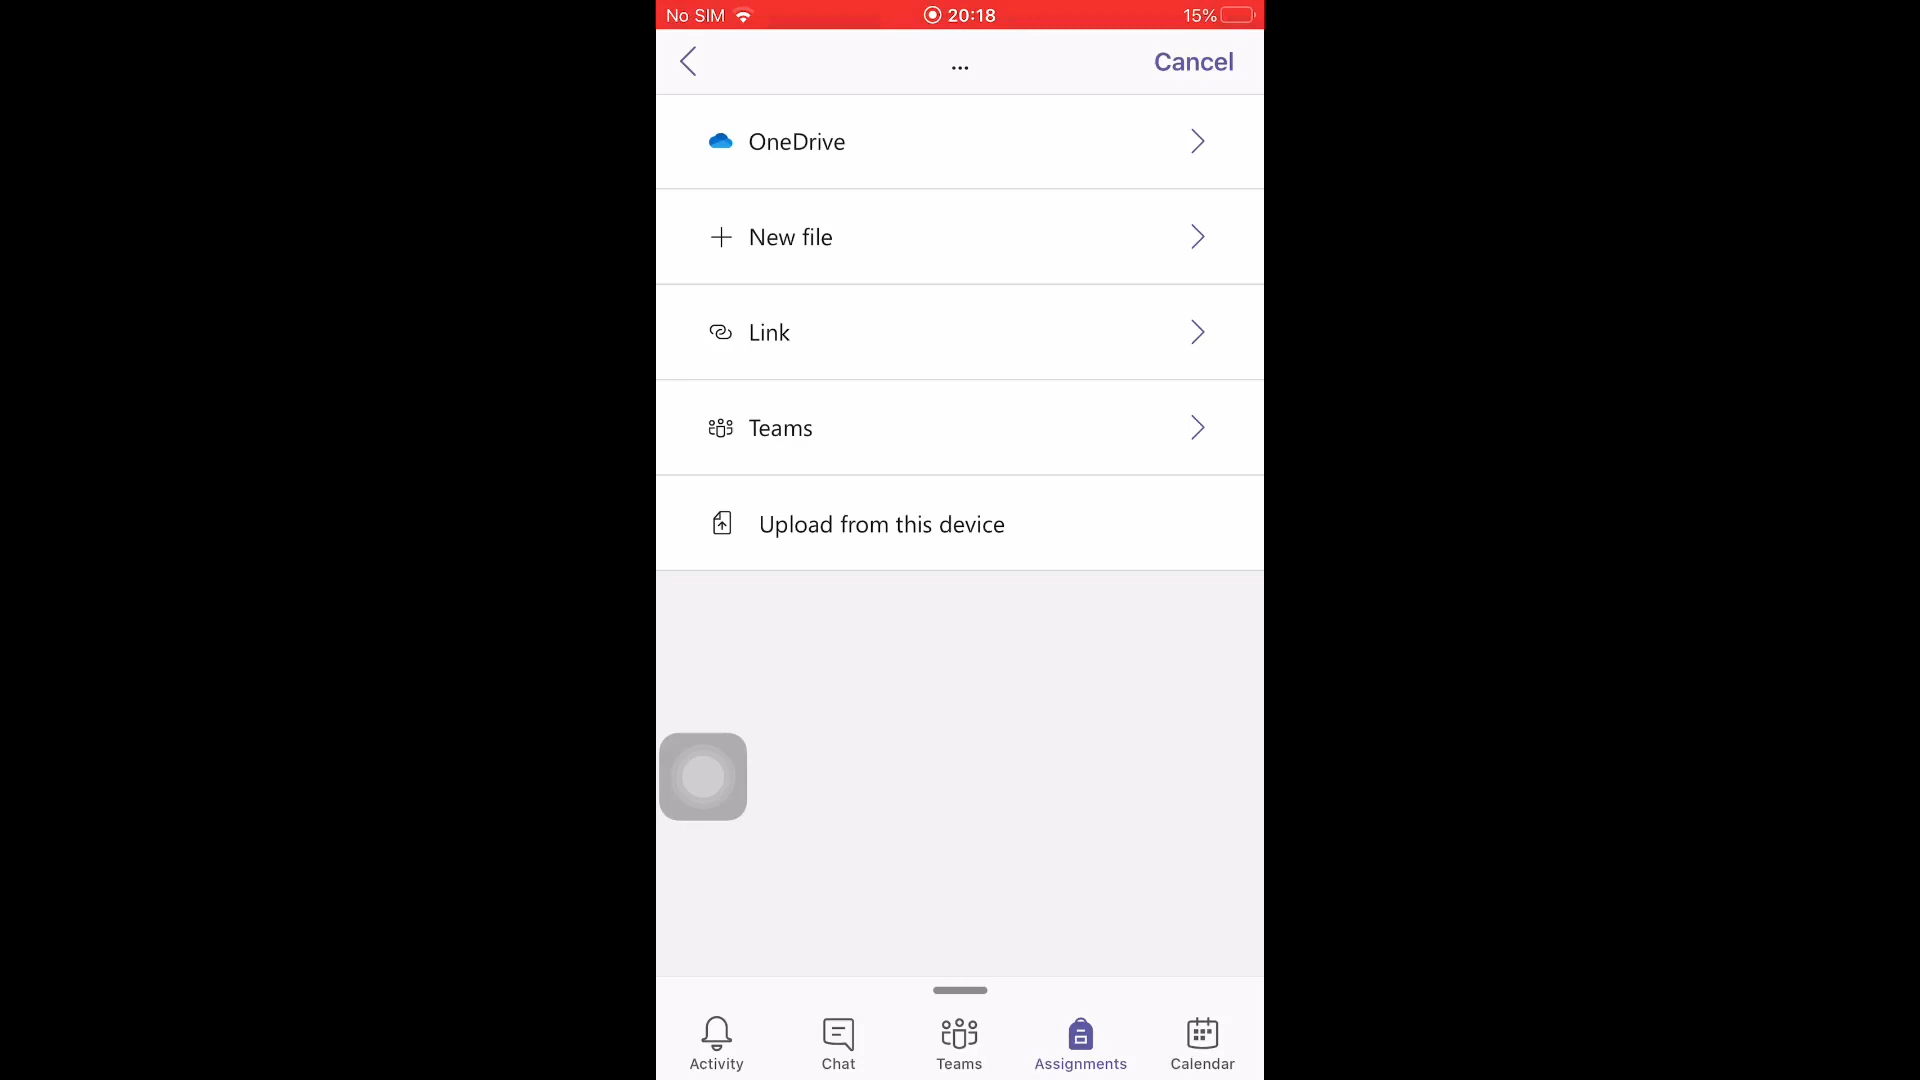 No SIM 20:18 15%
... Cancel
OneDrive
New file
Link
Teams
Upload from this device
Activity Chat Teams Assignments Calendar